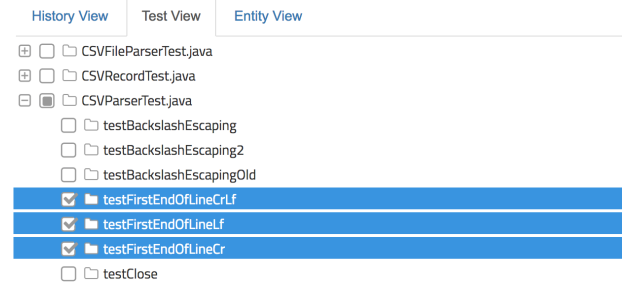 History View Test View Entity View
CSVFileParserTest.java
CSVRecordTest.java
CSVParserTest.java
testBackslashEscaping
testBackslashEscaping2
testBackslashEscapingOld
testFirstEndOfLineCrLf
testFirstEndOfLineLf
testFirstEndOfLineCr
testClose